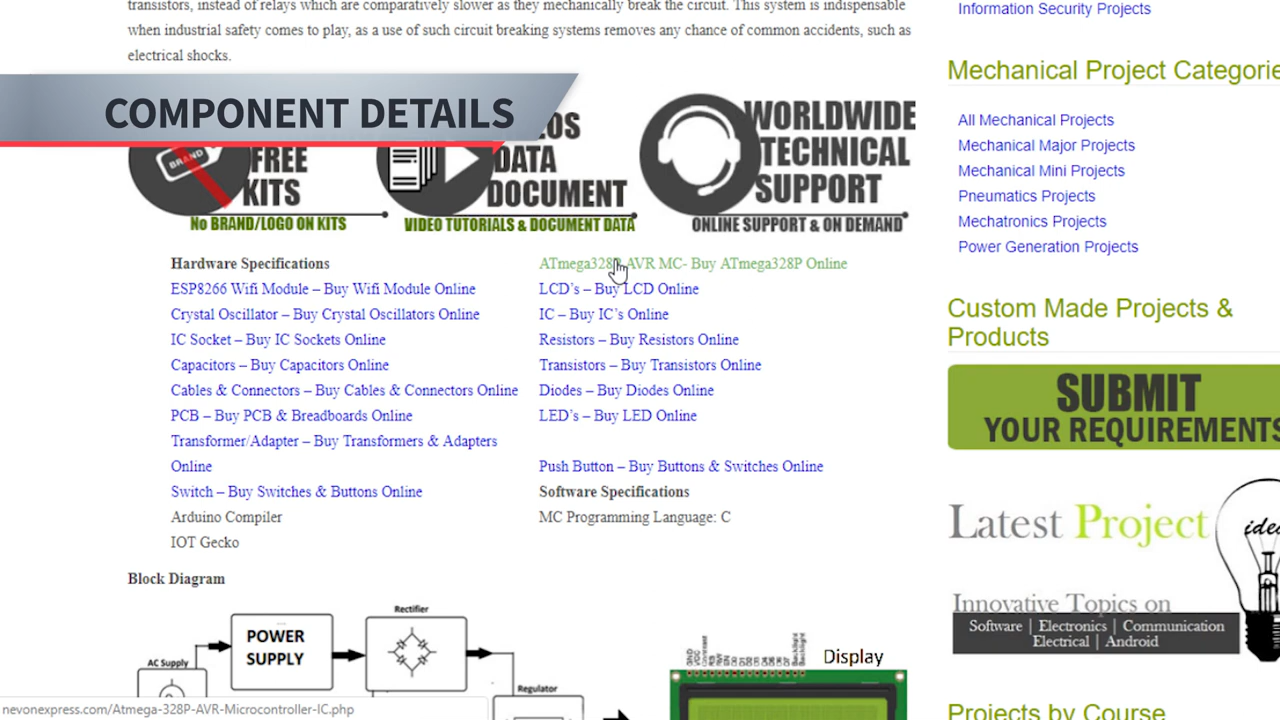 transistors, instead of relays which are comparatively slower as they mechanically break the circuit. This system is indispensable
when industrial safety comes to play, as a use of such circuit breaking systems removes any chance of common accidents, such as
electrical shocks.
COMPONENT DETAILS
BRAND
FREE
KITS
No BRAND/LOGO ON KITS
DATA
DOCUMENT
VIDEO TUTORIALS & DOCUMENT DATA
WORLDWIDE
TECHNICAL
SUPPORT
ONLINE SUPPORT & ON DEMAND
Hardware Specifications
ESP8266 Wifi Module – Buy Wifi Module Online
Crystal Oscillator – Buy Crystal Oscillators Online
IC Socket – Buy IC Sockets Online
Capacitors – Buy Capacitors Online
Cables & Connectors – Buy Cables & Connectors Online
PCB – Buy PCB & Breadboards Online
Transformer/Adapter – Buy Transformers & Adapters
Online
Switch – Buy Switches & Buttons Online
Arduino Compiler
IOT Gecko
ATmega328P AVR MC- Buy ATmega328P Online
LCD’s – Buy LCD Online
IC – Buy IC’s Online
Resistors – Buy Resistors Online
Transistors – Buy Transistors Online
Diodes – Buy Diodes Online
LED’s – Buy LED Online
Push Button – Buy Buttons & Switches Online
Software Specifications
MC Programming Language: C
Block Diagram
AC Supply
POWER
SUPPLY
Rectifier
Regulator
Display
nevonexpress.com/Atmega-328P-AVR-Microcontroller-IC.php
Information Security Projects
Mechanical Project Categorie
All Mechanical Projects
Mechanical Major Projects
Mechanical Mini Projects
Pneumatics Projects
Mechatronics Projects
Power Generation Projects
Custom Made Projects &
Products
SUBMIT
YOUR REQUIREMENTS
Latest Project
idea
Innovative Topics on
Software | Electronics | Communication
Electrical | Android
Projects by Course